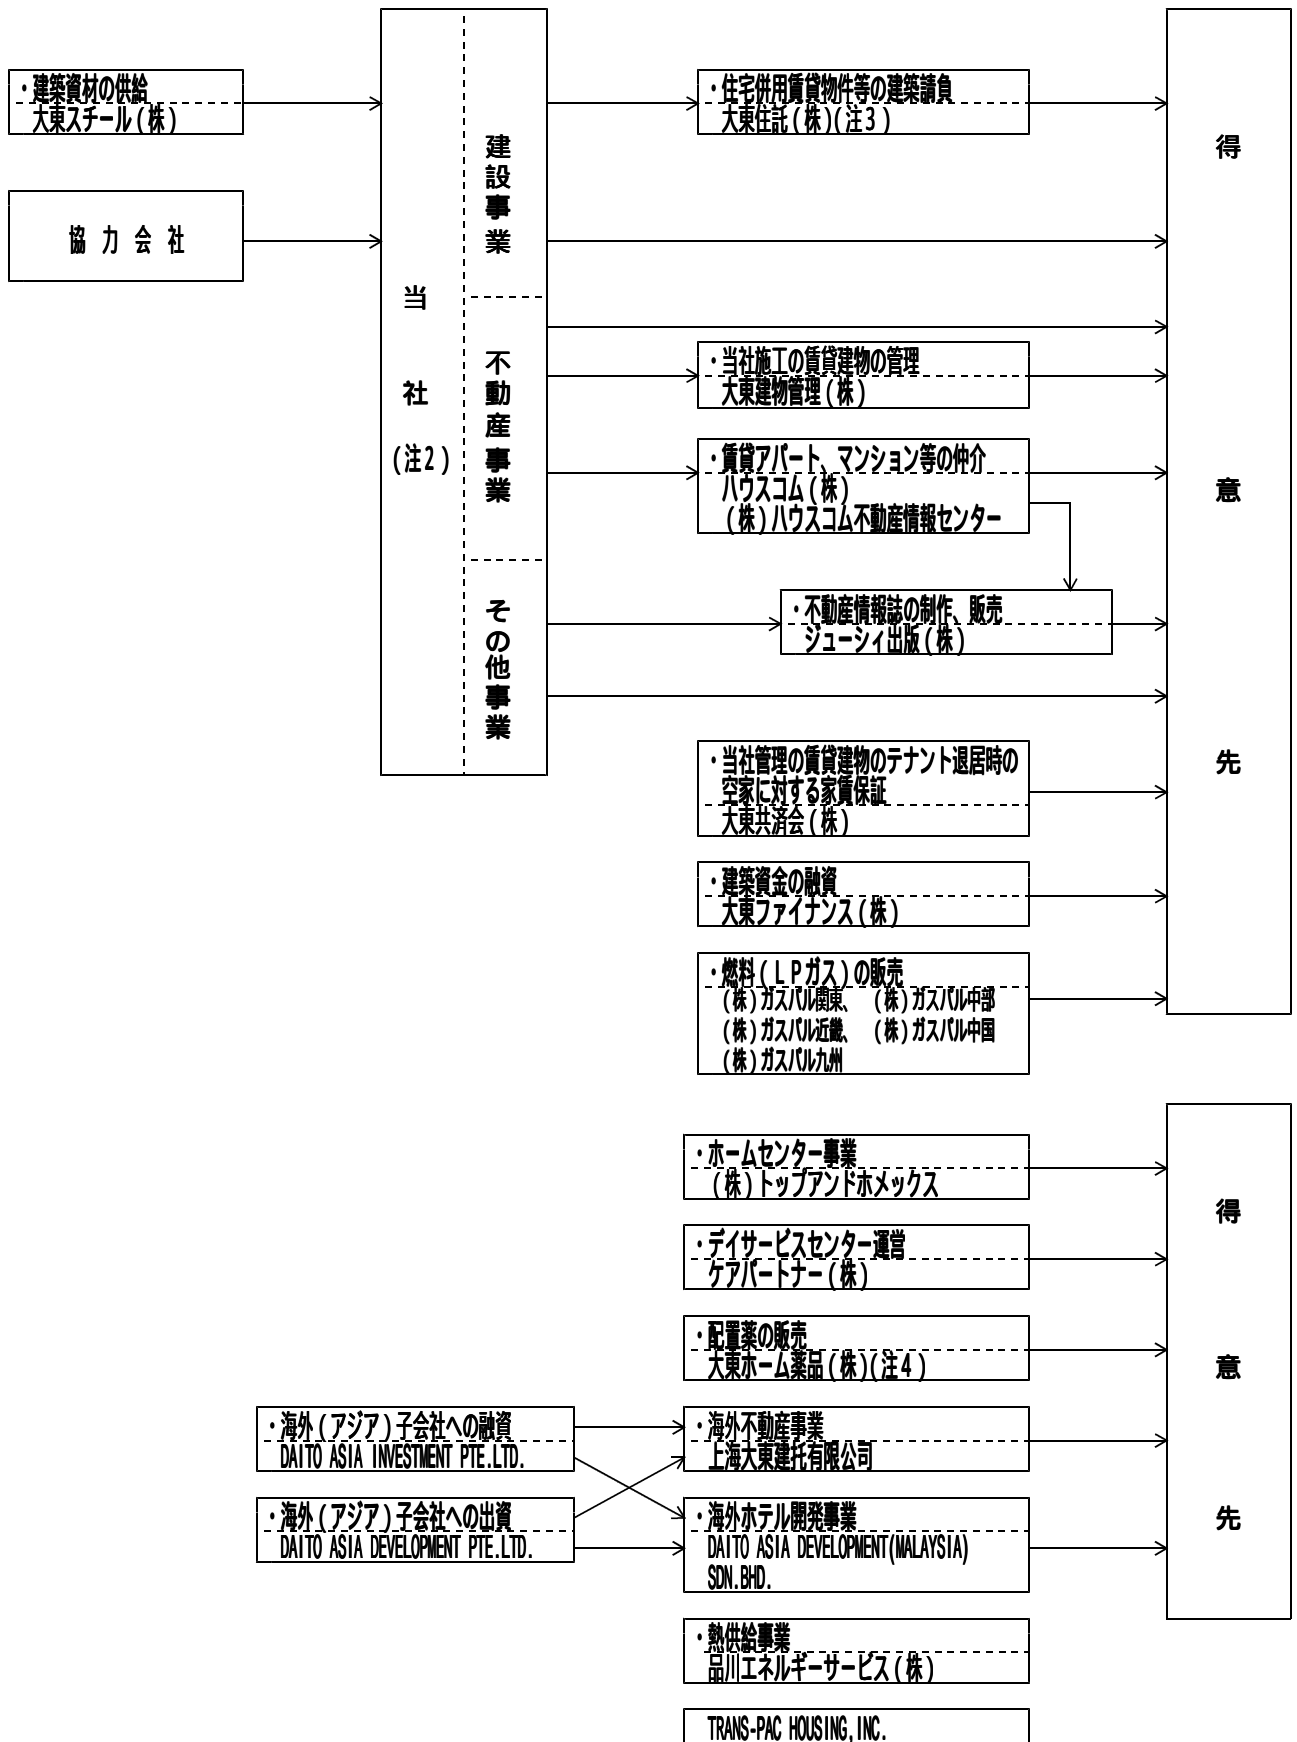 ・建築資材の供給
大東スチール(株)
協 力 会 社
当
社
(注2)
建設事業
不動産事業
その他事業
・住宅併用賃貸物件等の建築請負
大東住託(株)(注3)
・当社施工の賃貸建物の管理
大東建物管理(株)
・賃貸アパート、マンション等の仲介
ハウスコム(株)
(株)ハウスコム不動産情報センター
・不動産情報誌の制作、販売
ジューシィ出版(株)
・当社管理の賃貸建物のテナント退居時の
空家に対する家賃保証
大東共済会(株)
・建築資金の融資
大東ファイナンス(株)
・燃料(LPガス)の販売
(株)ガスパル関東、 (株)ガスパル中部
(株)ガスパル近畿、 (株)ガスパル中国
(株)ガスパル九州
得
意
先
・ホームセンター事業
(株)トップアンドホメックス
・デイサービスセンター運営
ケアパートナー(株)
・配置薬の販売
大東ホーム薬品(株)(注4)
・海外(アジア)子会社への融資
DAITO ASIA INVESTMENT PTE.LTD.
・海外(アジア)子会社への出資
DAITO ASIA DEVELOPMENT PTE.LTD.
・海外不動産事業
上海大東建托有限公司
・海外ホテル開発事業
DAITO ASIA DEVELOPMENT(MALAYSIA)
SDN.BHD.
・熱供給事業
品川エネルギーサービス(株)
TRANS-PAC HOUSING,INC.
得
意
先